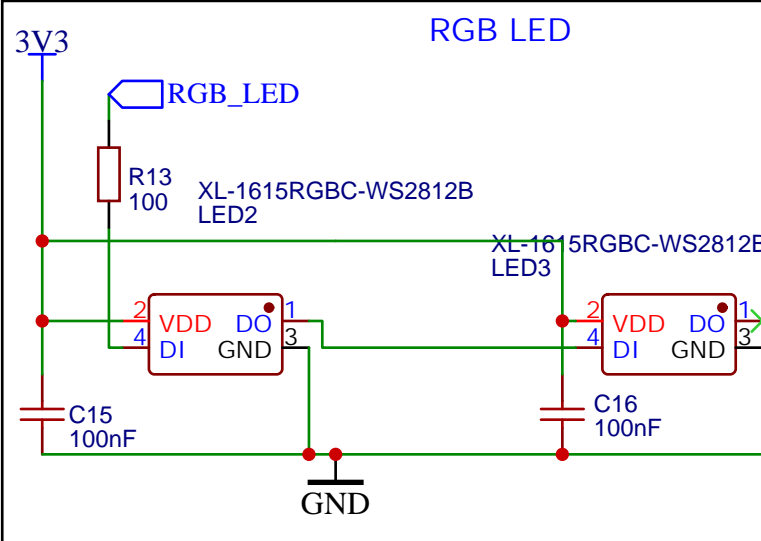 RGB LED
3V3
RGB_LED
R13
100
XL-1615RGBC-WS2812B
LED2
XL-1615RGBC-WS2812B
LED3
2 VDD DO 1
4 DI GND 3
2 VDD DO 1
4 DI GND 3
C15
100nF
C16
100nF
GND